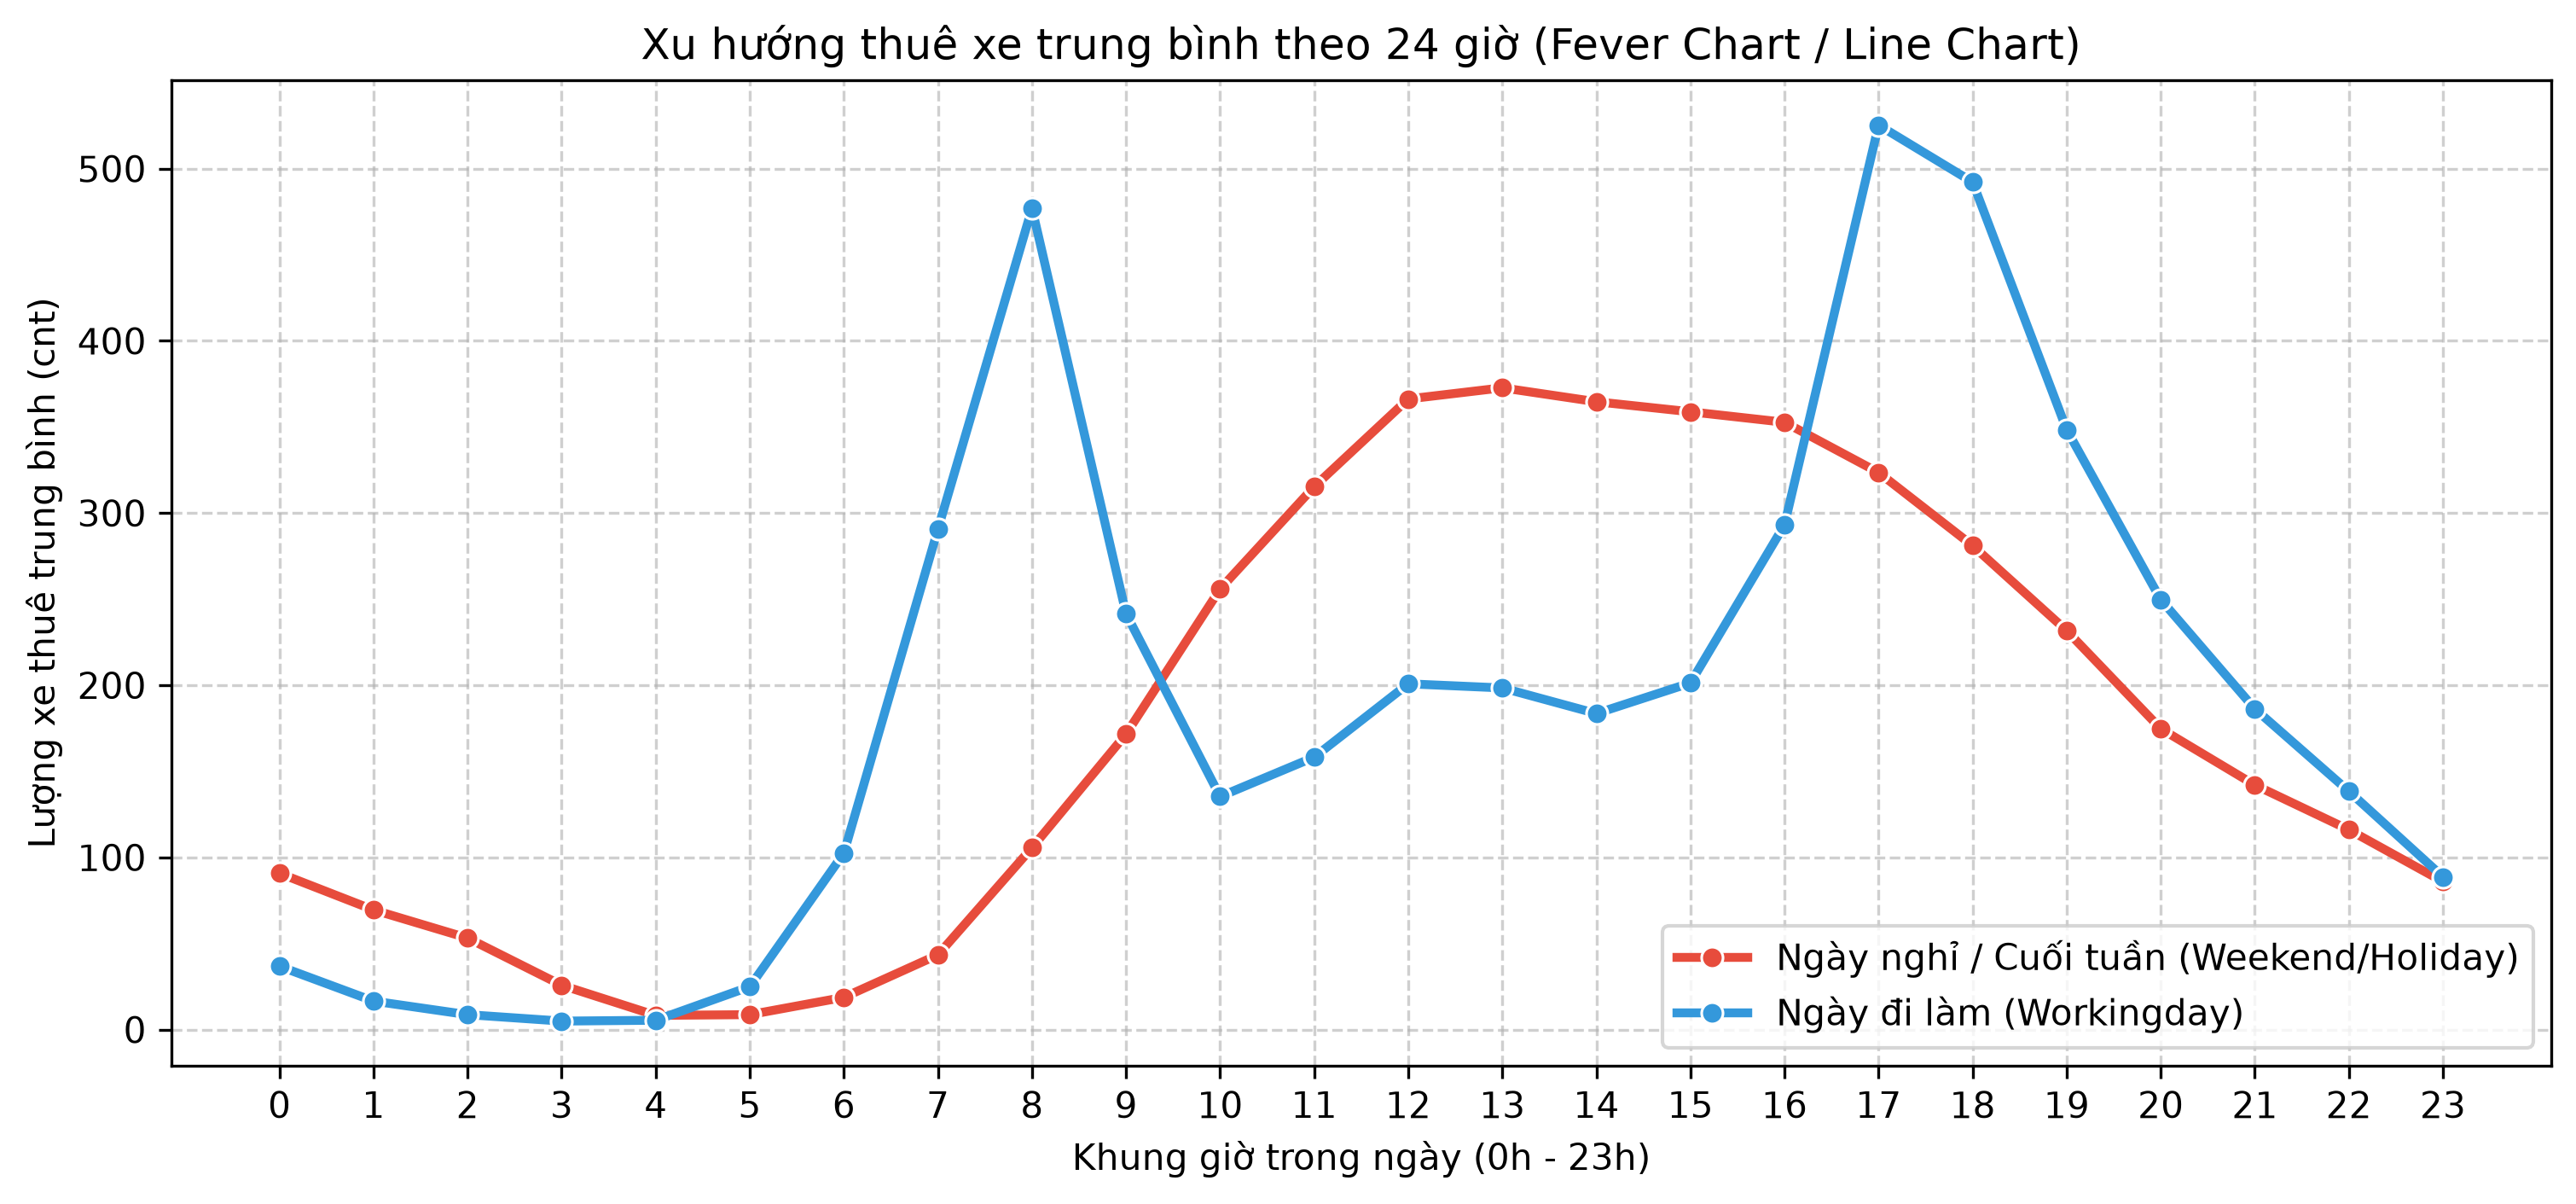 Xu hướng thuê xe trung bình theo 24 giờ (Fever Chart / Line Chart)
Lượng xe thuê trung bình (cnt)
500
400
300
200
100
0
Ngày nghỉ / Cuối tuần (Weekend/Holiday)
Ngày đi làm (Workingday)
0 1 2 3 4 5 6 7 8 9 10 11 12 13 14 15 16 17 18 19 20 21 22 23
Khung giờ trong ngày (0h - 23h)